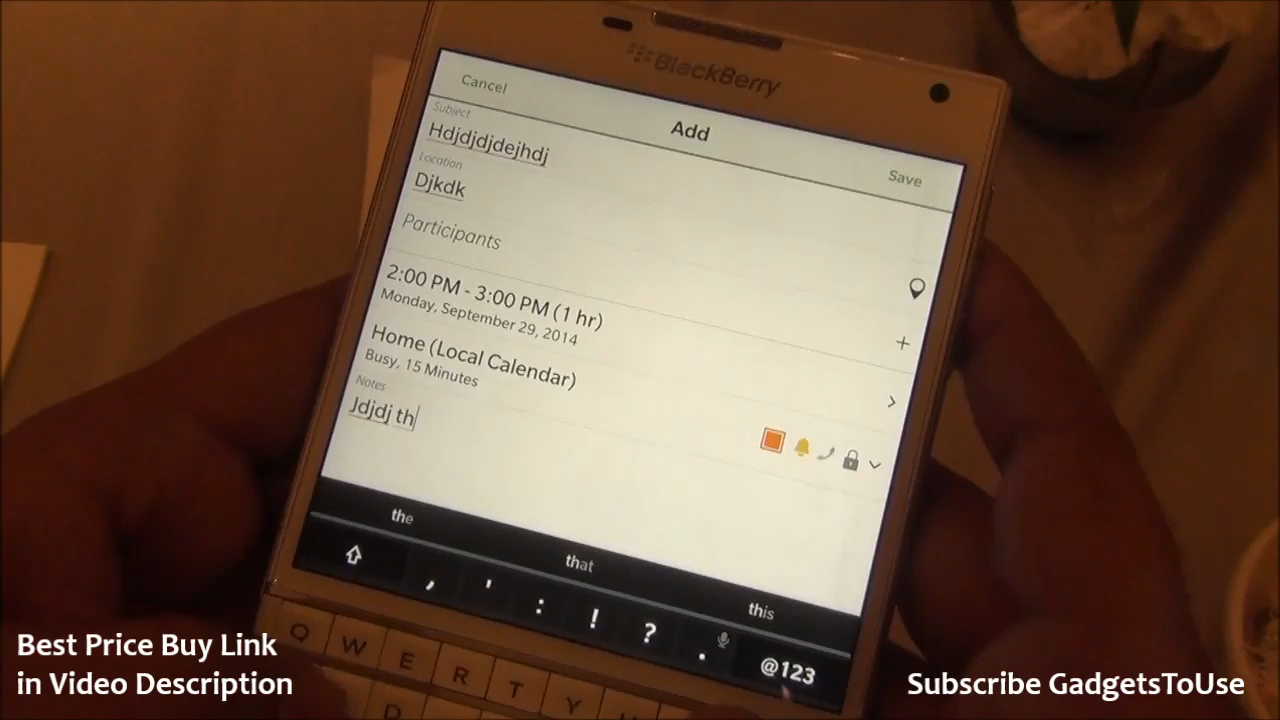 BlackBerry
Cancel
Add
Save
Subject
Hdjdjdjdejhdj
Location
Djkdk
Participants
2:00 PM - 3:00 PM (1 hr)
Monday, September 29, 2014
Home (Local Calendar)
Busy, 15 Minutes
Notes
Jdjdj th
the that this
, ' : ! ? . @123
Q W E R T Y
D
Best Price Buy Link
in Video Description
Subscribe GadgetsToUse